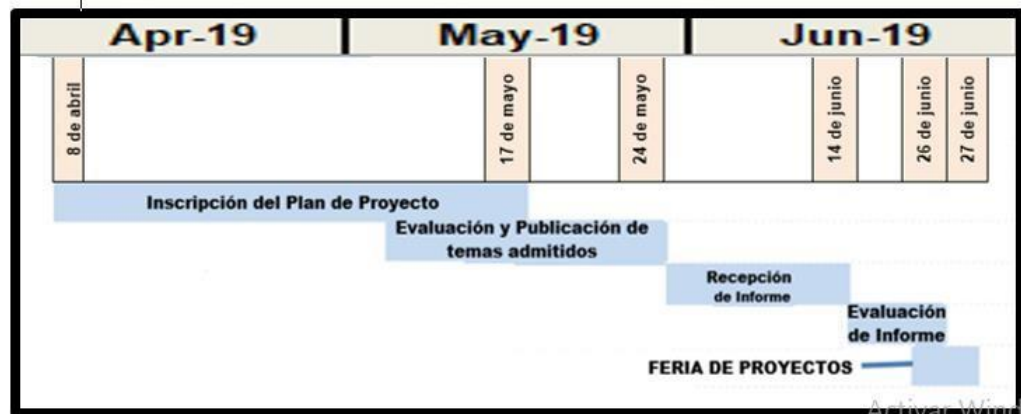 Apr-19 May-19 Jun-19
8 de abril
17 de mayo
24 de mayo
14 de junio
26 de junio
27 de junio
Inscripción del Plan de Proyecto
Evaluación y Publicación de
temas admitidos
Recepción
de Informe
Evaluación
de Informe
FERIA DE PROYECTOS
Activar